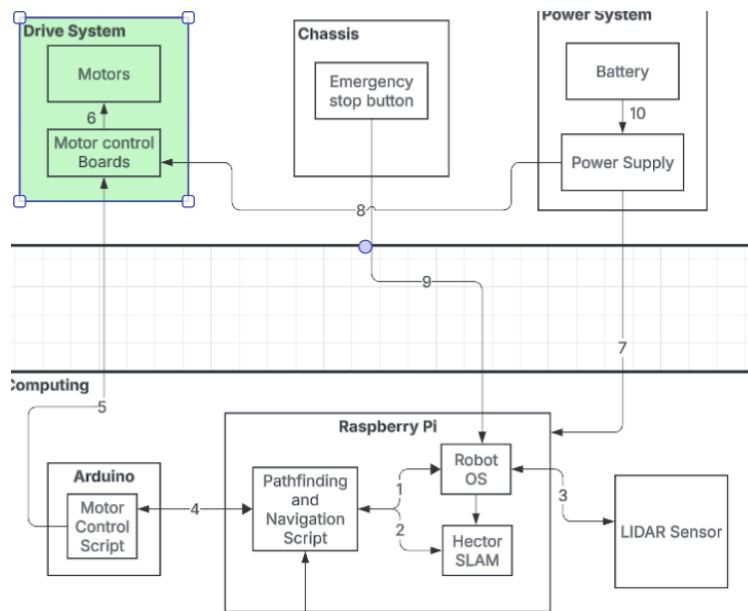 Drive System
Motors
6
Motor control
Boards
Chassis
Emergency
stop button
Power System
Battery
10
Power Supply
8
9
7
Computing
5
Arduino
Motor
Control
Script
4
Raspberry Pi
Pathfinding
and
Navigation
Script
1
2
Robot
OS
Hector
SLAM
3
LIDAR Sensor